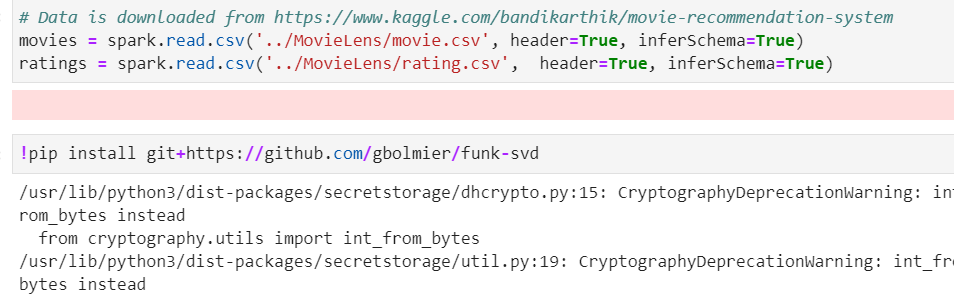 # Data is downloaded from https://www.kaggle.com/bandikarthik/movie-recommendation-system
movies = spark.read.csv('../MovieLens/movie.csv', header=True, inferSchema=True)
ratings = spark.read.csv('../MovieLens/rating.csv',  header=True, inferSchema=True)
!pip install git+https://github.com/gbolmier/funk-svd
/usr/lib/python3/dist-packages/secretstorage/dhcrypto.py:15: CryptographyDeprecationWarning: int
rom_bytes instead
  from cryptography.utils import int_from_bytes
/usr/lib/python3/dist-packages/secretstorage/util.py:19: CryptographyDeprecationWarning: int_fr
bytes instead